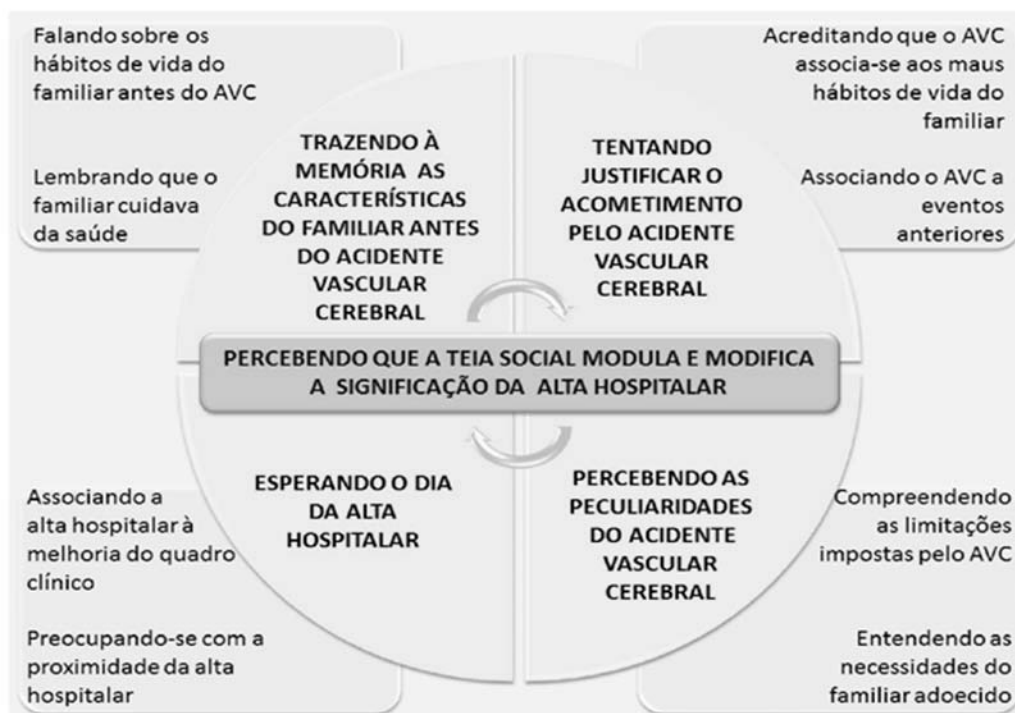 Falando sobre os
hábitos de vida do
familiar antes do AVC
Lembrando que o
familiar cuidava
da saúde
TRAZENDO À
MEMÓRIA AS
CARACTERÍSTICAS
DO FAMILIAR ANTES
DO ACIDENTE
VASCULAR
CEREBRAL
TENTANDO
JUSTIFICAR O
ACOMETIMENTO
PELO ACIDENTE
VASCULAR
CEREBRAL
Acreditando que o AVC
associa-se aos maus
hábitos de vida do
familiar
Associando o AVC a
eventos
anteriores
PERCEBENDO QUE A TEIA SOCIAL MODULA E MODIFICA
A SIGNIFICAÇÃO DA ALTA HOSPITALAR
Associando a
alta hospitalar à
melhoria do quadro
clínico
Preocupando-se com a
proximidade da alta
hospitalar
ESPERANDO O DIA
DA ALTA
HOSPITALAR
PERCEBENDO AS
PECULIARIDADES
DO ACIDENTE
VASCULAR
CEREBRAL
Compreendendo
as limitações
impostas pelo AVC
Entendendo as
necessidades do
familiar adoecido